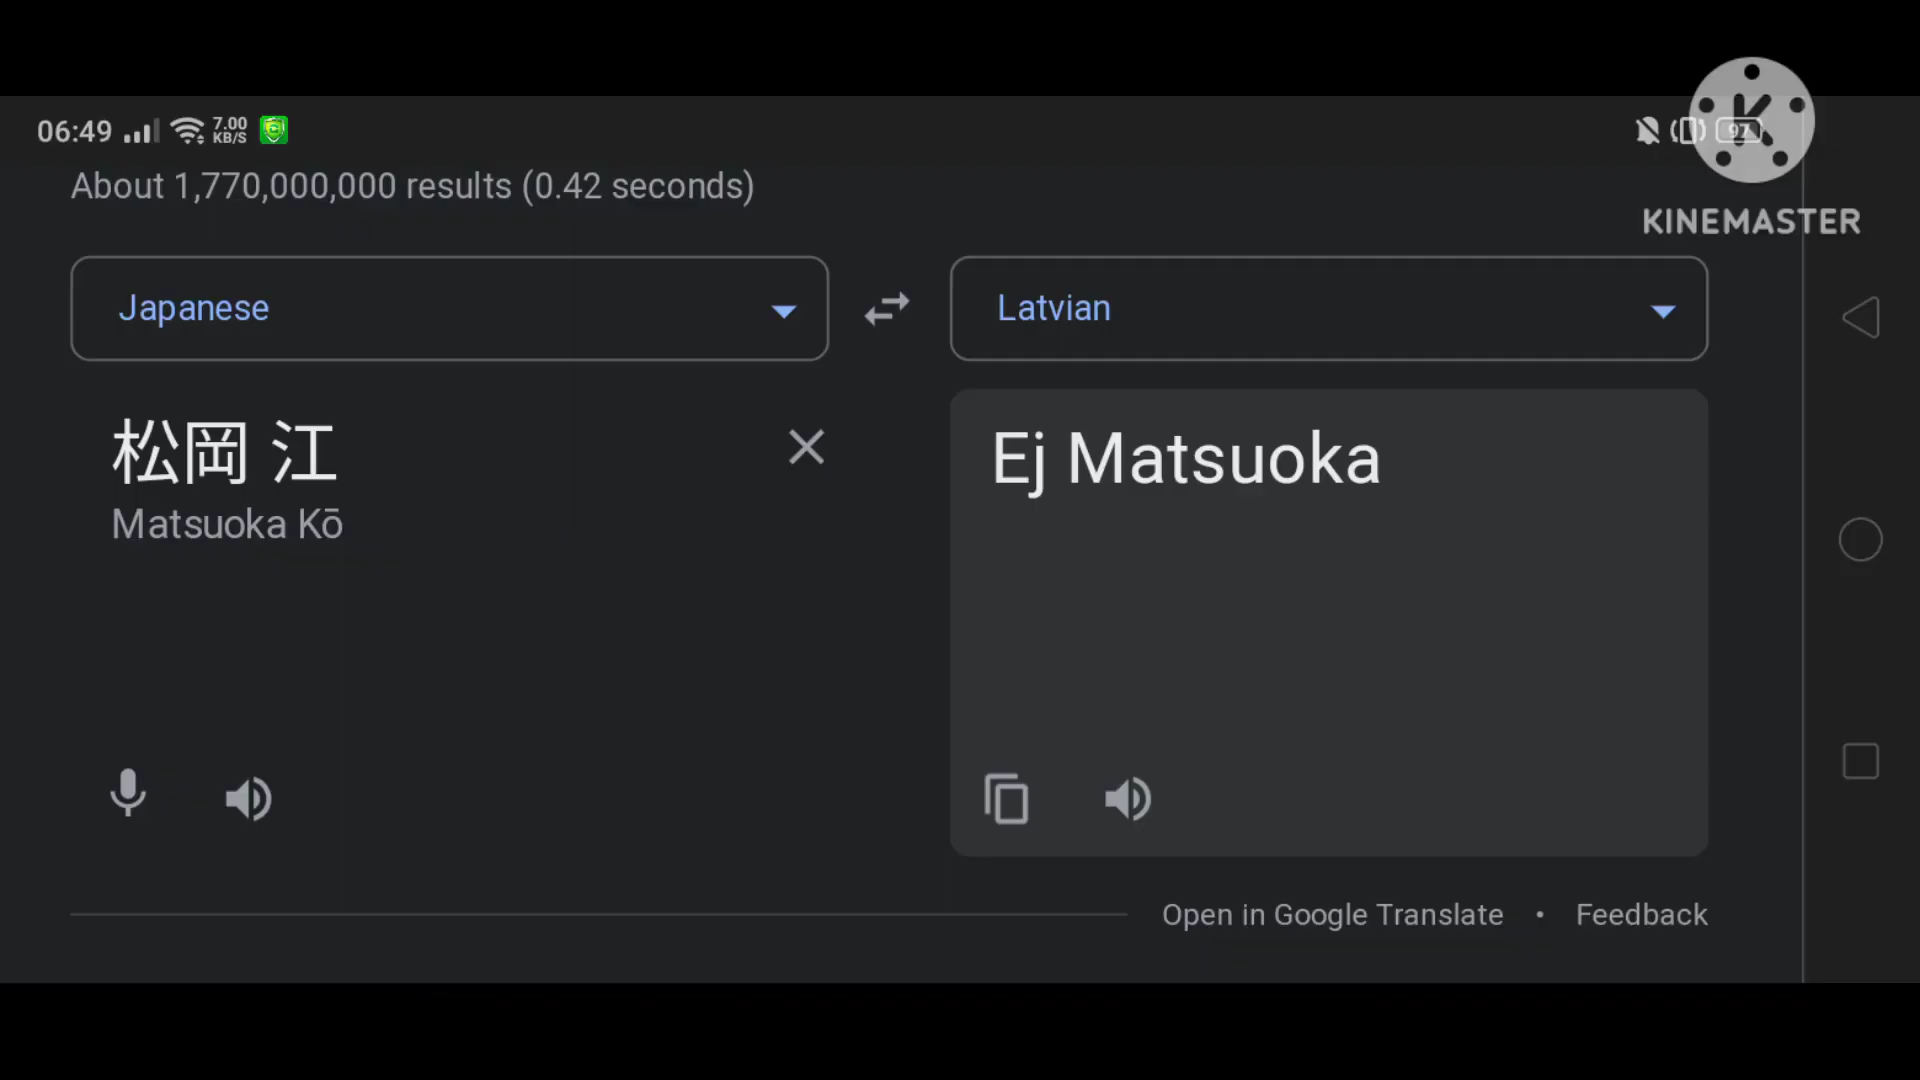 06:49
7.00
KB/S
97
K
KINEMASTER
About 1,770,000,000 results (0.42 seconds)
Japanese
Latvian
松岡 江
Matsuoka Kō
Ej Matsuoka
Open in Google Translate • Feedback